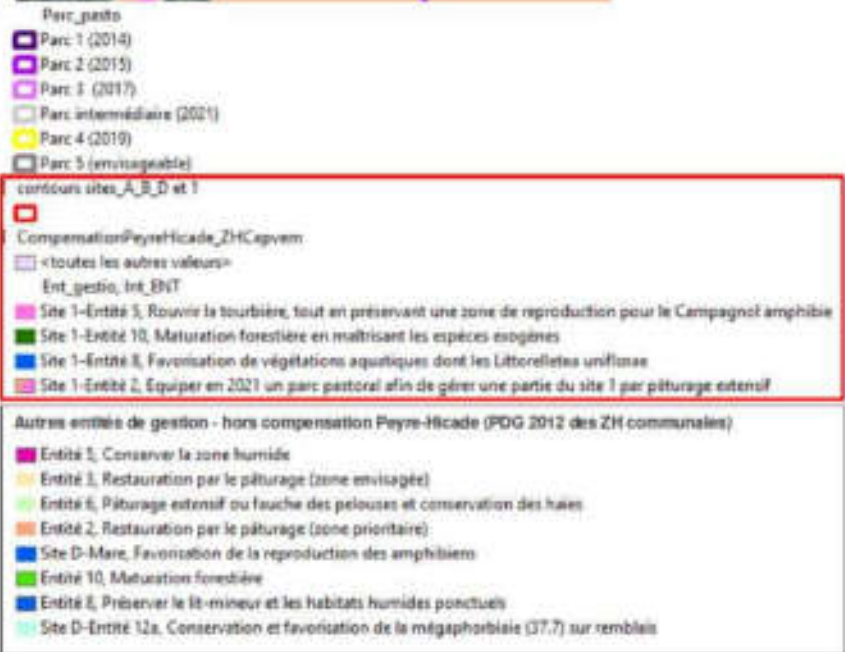 Parc_pasto
Parc 1 (2014)
Parc 2 (2015)
Parc 3 (2017)
Parc intermédiaire (2021)
Parc 4 (2019)
Parc 5 (envisageable)
contours sites_A_B_D et 1
CompensationPeyreHicade_ZHCapvern
<toutes les autres valeurs>
Ent_gestio, Int_ENT
Site 1-Entité 5, Rouvrir la tourbière, tout en préservant une zone de reproduction pour le Campagnol amphibie
Site 1-Entité 10, Maturation forestière en maîtrisant les espèces exogènes
Site 1-Entité 8, Favorisation de végétations aquatiques dont les Littorelletea uniflorae
Site 1-Entité 2, Equiper en 2021 un parc pastoral afin de gérer une partie du site 1 par pâturage extensif
Autres entités de gestion - hors compensation Peyre-Hicade (PDG 2012 des ZH communales)
Entité 5, Conserver la zone humide
Entité 3, Restauration par le pâturage (zone envisagée)
Entité 6, Pâturage extensif ou fauche des pelouses et conservation des haies
Entité 2, Restauration par le pâturage (zone prioritaire)
Site D-Mare, Favorisation de la reproduction des amphibiens
Entité 10, Maturation forestière
Entité 8, Préserver le lit-mineur et les habitats humides ponctuels
Site D-Entité 12a, Conservation et favorisation de la mégaphorbiaie (37.7) sur remblais